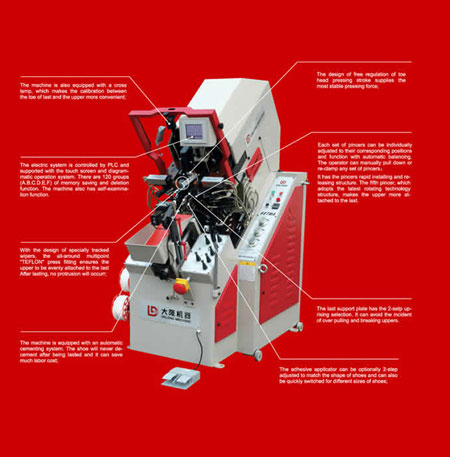 The machine is also equipped with a cross
lamp, which makes the calibration between
the toe of last and the upper more convenient;
The design of free regulation of toe
head pressing stroke supplies the
most stable pressing force;
The electric system is controlled by PLC and
supported with the touch screen and diagram-
matic operation system. There are 120 groups
(A.B.C.D.E.F) of memory saving and deletion
function. The machine also has self-examina-
tion function.
Each set of pincers can be individually
adjusted to their corresponding positions
and function with automatic balancing. The
operator can manually pull down or
re-clamp any set of pincers.
It has the pincers rapid installing and re-
leasing structure. The fifth pincer, which
adopts the latest rotating technology
structure, makes the upper more at-
tached to the last.
With the design of specially tracked
wipers, the all-around multipoint
"TEFLON" press fitting ensures the
upper to be evenly attached to the last
After lasting, no protrusion will occur;
大隆机器
The last support plate has the 2-setp up-
rising selection. It can avoid the incident
of over pulling and breaking uppers.
The machine is equipped with an automatic
cementing system. The shoe will never de-
cement after being lasted and it can save
much labor cost;
The adhesive applicator can be optionally 2-step
adjusted to match the shape of shoes and can also
be quickly switched for different sizes of shoes;